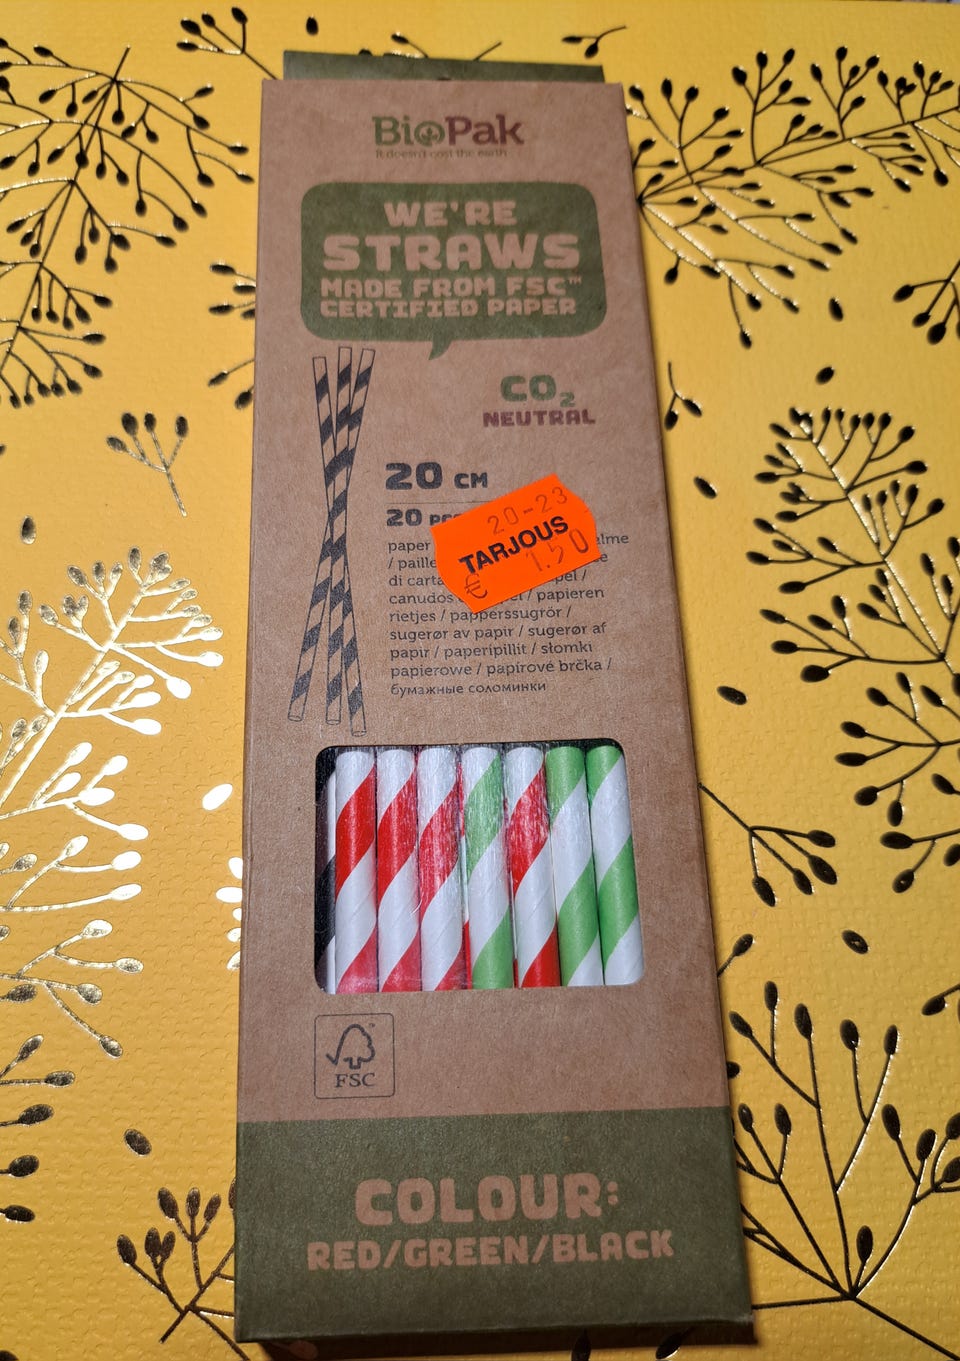 BioPak
It doesn't cost the earth
WE'RE
STRAWS
MADE FROM FSC™
CERTIFIED PAPER
CO2
NEUTRAL
20 CM
20
20-23
TARJOUS
€ 1.50
paper
/ paille
di carta
canudos / papieren
rietjes / papperssugrör /
sugerør av papir / sugerør af
papir / paperipillit / słomki
papierowe / papírové brčka /
бумажные соломинки
FSC
COLOUR:
RED/GREEN/BLACK